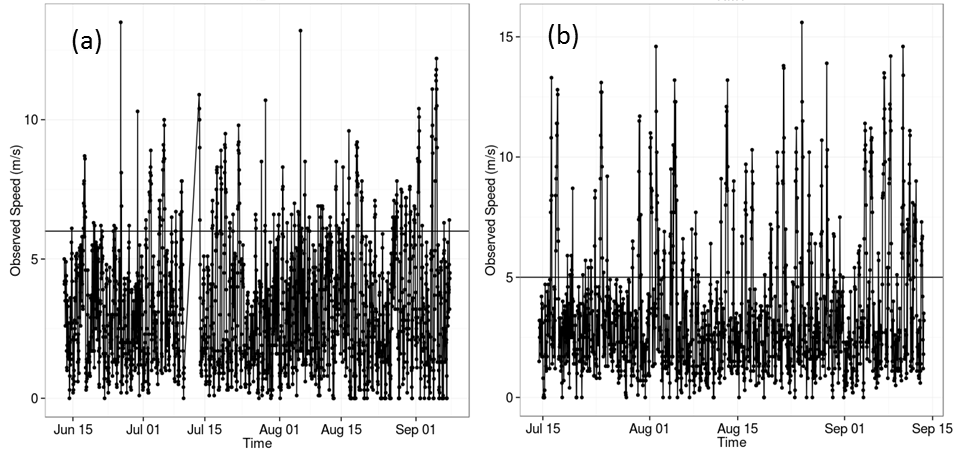 (a)
Observed Speed (m/s)
10
5
0
Jun 15 Jul 01 Jul 15 Aug 01 Aug 15 Sep 01
Time
(b)
Observed Speed (m/s)
15
10
5
0
Jul 15 Aug 01 Aug 15 Sep 01 Sep 15
Time